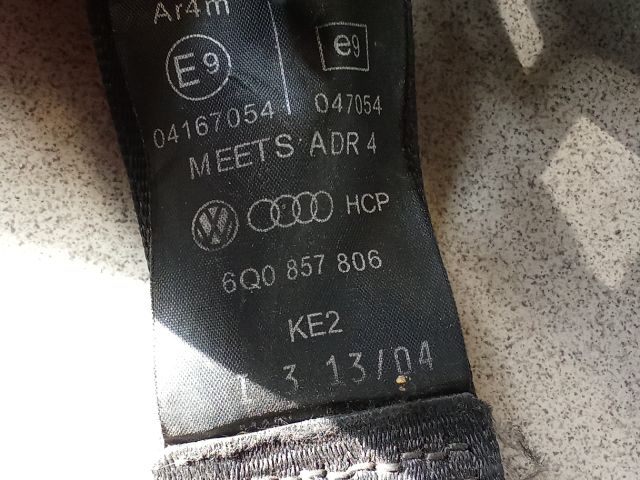 Ar4m
E9 e9
04167054 047054
MEETS ADR 4
HCP
6Q0 857 806
KE2
3 13/04